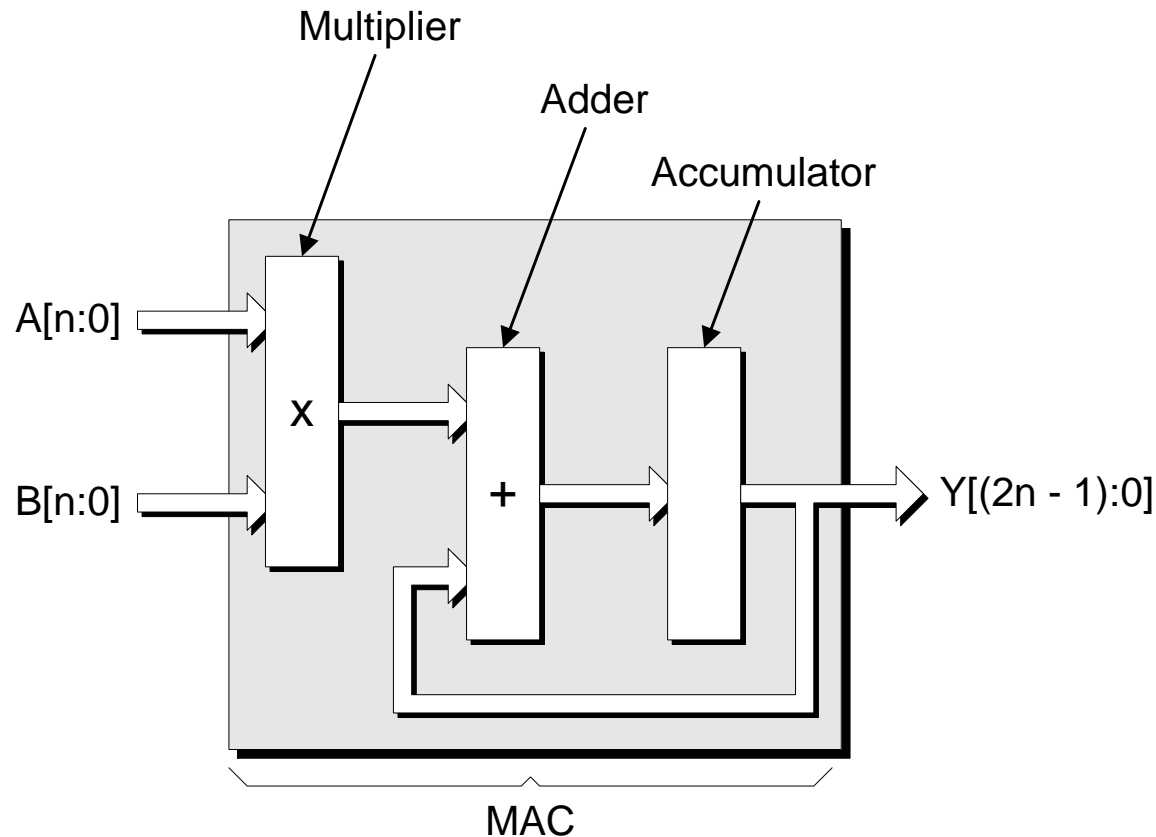 Multiplier
Adder
Accumulator
A[n:0]
x
B[n:0]
+
Y[(2n - 1):0]
MAC